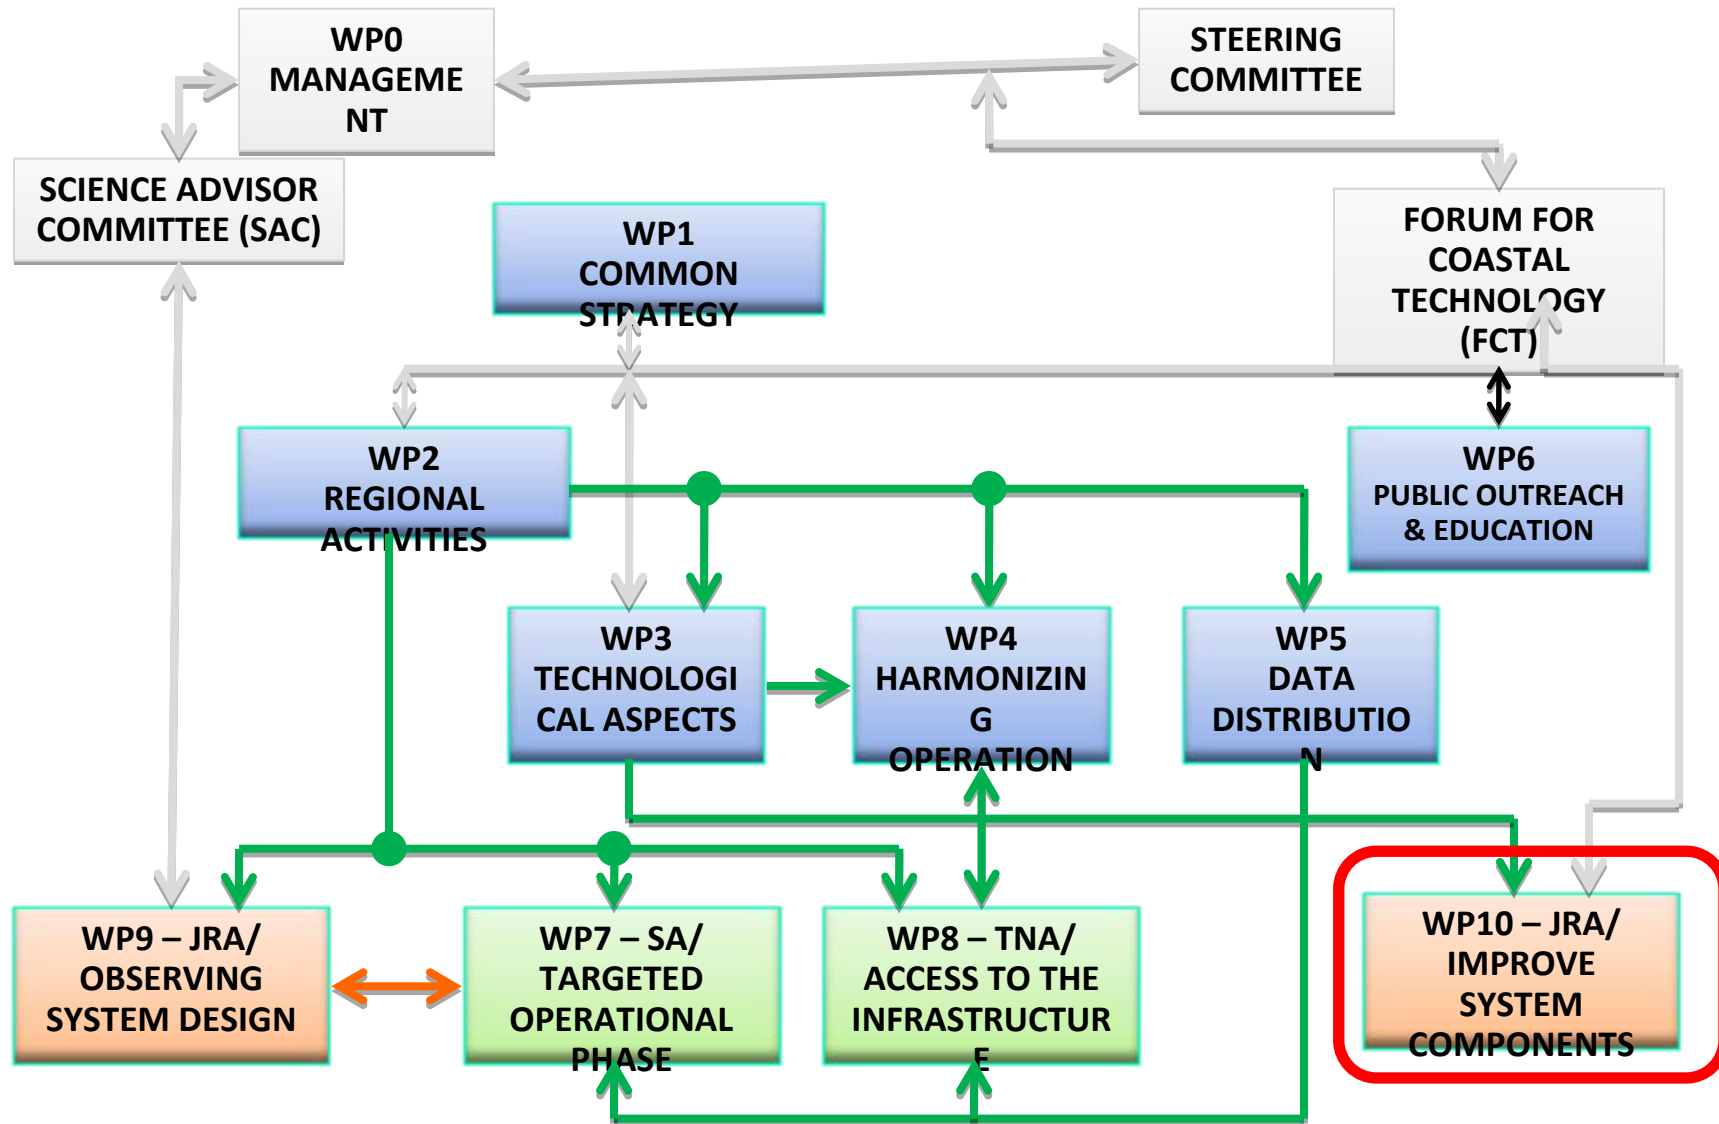 WP0
MANAGEME
NT
STEERING
COMMITTEE
SCIENCE ADVISOR
COMMITTEE (SAC)
WP1
COMMON
STRATEGY
FORUM FOR
COASTAL
TECHNOLOGY
(FCT)
WP2
REGIONAL
ACTIVITIES
WP6
PUBLIC OUTREACH
& EDUCATION
WP3
TECHNOLOGI
CAL ASPECTS
WP4
HARMONIZIN
G
OPERATION
WP5
DATA
DISTRIBUTIO
N
WP9 – JRA/
OBSERVING
SYSTEM DESIGN
WP7 – SA/
TARGETED
OPERATIONAL
PHASE
WP8 – TNA/
ACCESS TO THE
INFRASTRUCTUR
E
WP10 – JRA/
IMPROVE
SYSTEM
COMPONENTS